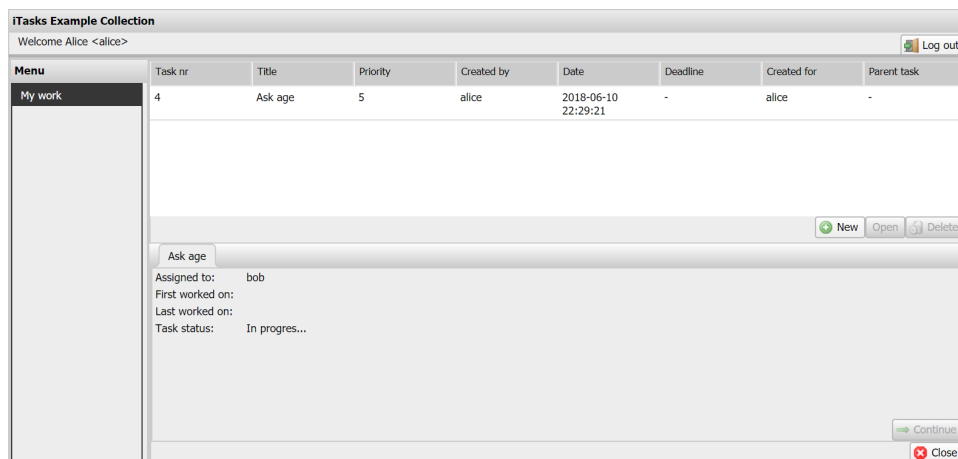 iTasks Example Collection
Welcome Alice <alice>
Log out
Menu
My work
Task nr Title Priority Created by Date Deadline Created for Parent task
4 Ask age 5 alice 2018-06-10 - alice -
22:29:21
New Open Delete
Ask age
Assigned to: bob
First worked on:
Last worked on:
Task status: In progres...
Continue
Close